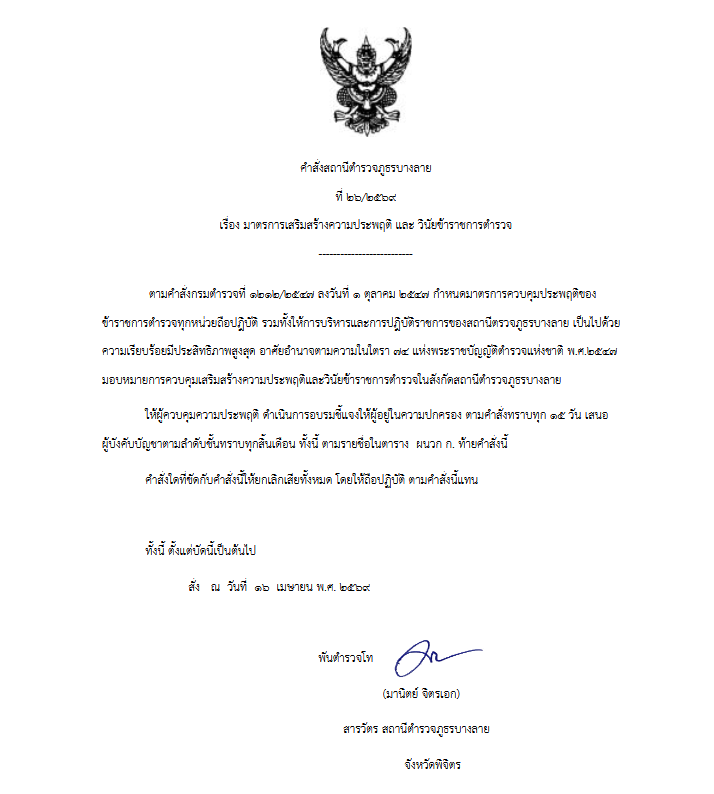 คำสั่งสถานีตำรวจภูธรบางลาย
ที่ ๒๖/๒๕๖๙
เรื่อง มาตรการเสริมสร้างความประพฤติ และ วินัยข้าราชการตำรวจ
--------------------------
ตามคำสั่งกรมตำรวจที่ ๑๒๑๒/๒๕๔๗ ลงวันที่ ๑ ตุลาคม ๒๕๔๗ กำหนดมาตรการควบคุมประพฤติของ
ข้าราชการตำรวจทุกหน่วยถือปฏิบัติ รวมทั้งให้การบริหารและการปฏิบัติราชการของสถานีตรวจภูธรบางลาย เป็นไปด้วย
ความเรียบร้อยมีประสิทธิภาพสูงสุด อาศัยอำนาจตามความในไตรา ๗๔ แห่งพระราชบัญญัติตำรวจแห่งชาติ พ.ศ.๒๕๔๗
มอบหมายการควบคุมเสริมสร้างความประพฤติและวินัยข้าราชการตำรวจในสังกัดสถานีตำรวจภูธรบางลาย
ให้ผู้ควบคุมความประพฤติ ดำเนินการอบรมชี้แจงให้ผู้อยู่ในความปกครอง ตามคำสั่งทราบทุก ๑๕ วัน เสนอ
ผู้บังคับบัญชาตามลำดับชั้นทราบทุกสิ้นเดือน ทั้งนี้ ตามรายชื่อในตาราง ผนวก ก. ท้ายคำสั่งนี้
คำสั่งใดที่ขัดกับคำสั่งนี้ให้ยกเลิกเสียทั้งหมด โดยให้ถือปฏิบัติ ตามคำสั่งนี้แทน
ทั้งนี้ ตั้งแต่บัดนี้เป็นต้นไป
สั่ง ณ วันที่ ๑๖ เมษายน พ.ศ. ๒๕๖๙
พันตำรวจโท
(มานิตย์ จิตรเอก)
สารวัตร สถานีตำรวจภูธรบางลาย
จังหวัดพิจิตร